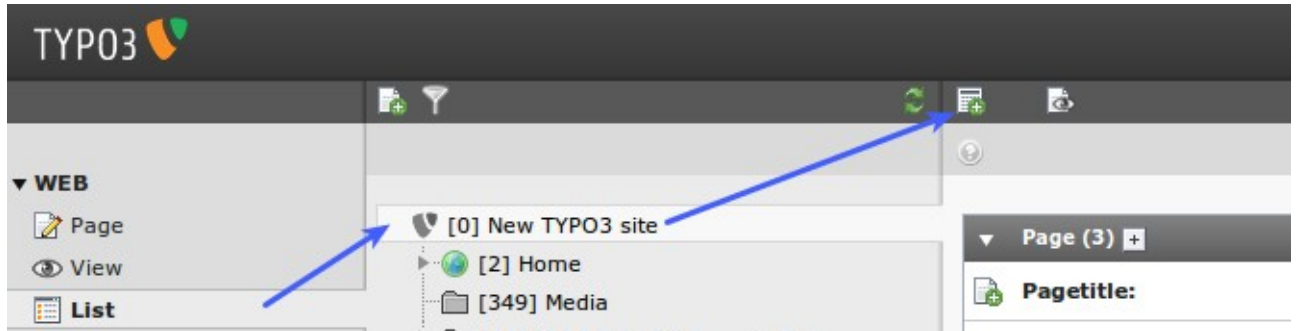 TYPO3
WEB
Page
View
List
[0] New TYPO3 site
[2] Home
[349] Media
Page (3)
Pagetitle: